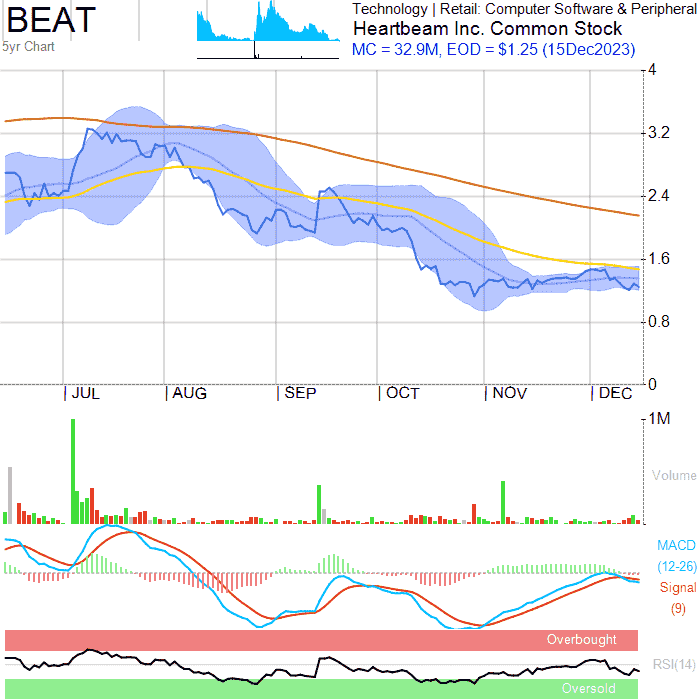 BEAT
5yr Chart
Technology | Retail: Computer Software & Peripheral
Heartbeam Inc. Common Stock
MC = 32.9M, EOD = $1.25 (15Dec2023)
4
3.2
2.4
1.6
0.8
0
JUL AUG SEP OCT NOV DEC
1M
Volume
MACD
(12-26)
Signal
(9)
Overbought
RSI(14)
Oversold